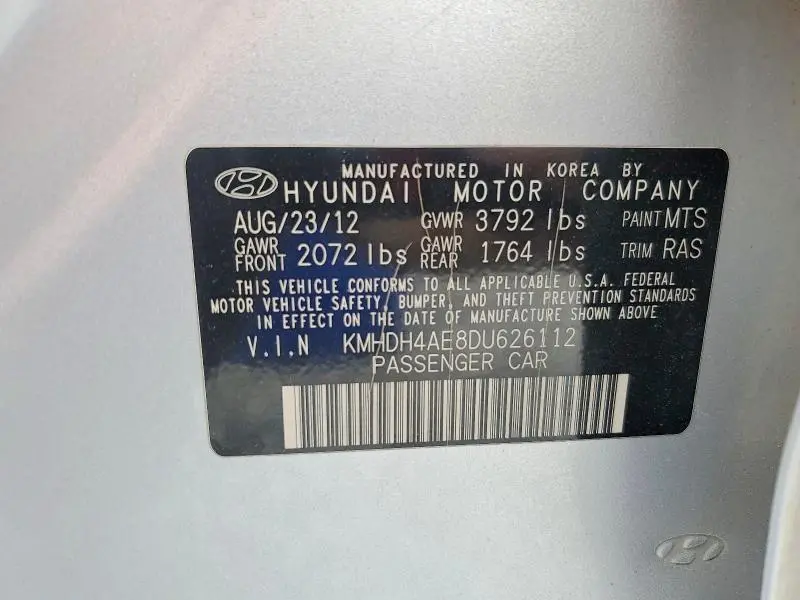 MANUFACTURED IN KOREA BY
HYUNDAI MOTOR COMPANY
AUG/23/12 GVWR 3792 lbs PAINT MTS
GAWR FRONT 2072 lbs GAWR REAR 1764 lbs TRIM RAS
THIS VEHICLE CONFORMS TO ALL APPLICABLE U.S.A. FEDERAL
MOTOR VEHICLE SAFETY, BUMPER, AND THEFT PREVENTION STANDARDS
IN EFFECT ON THE DATE OF MANUFACTURE SHOWN ABOVE
V.I.N KMHDH4AE8DU626112
PASSENGER CAR